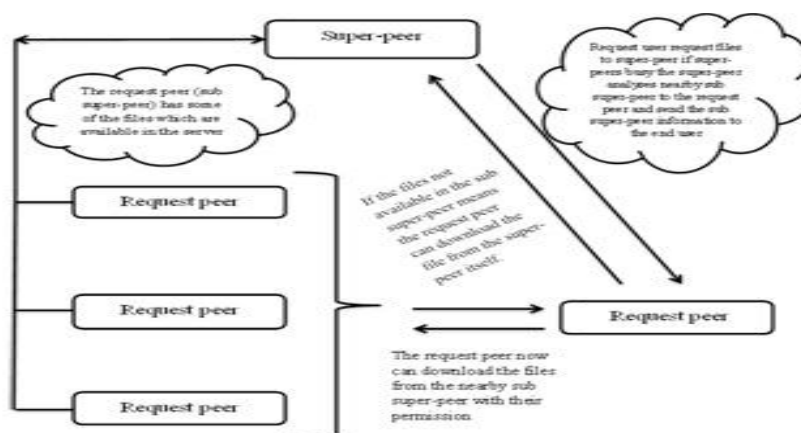 Super-peer
Request user request files
to super-peer if super-
peers busy the super-peer
analyzes nearby sub
super-peer to the request
peer and send the sub
super-peer information to
the end user
The request peer (sub
super-peer) has some
of the files which are
available in the server
If the files not
available in the sub
super-peer means
the request peer
can download the
file from the super-
peer itself.
Request peer
Request peer
Request peer
Request peer
The request peer now
can download the files
from the nearby sub
super-peer with their
permission